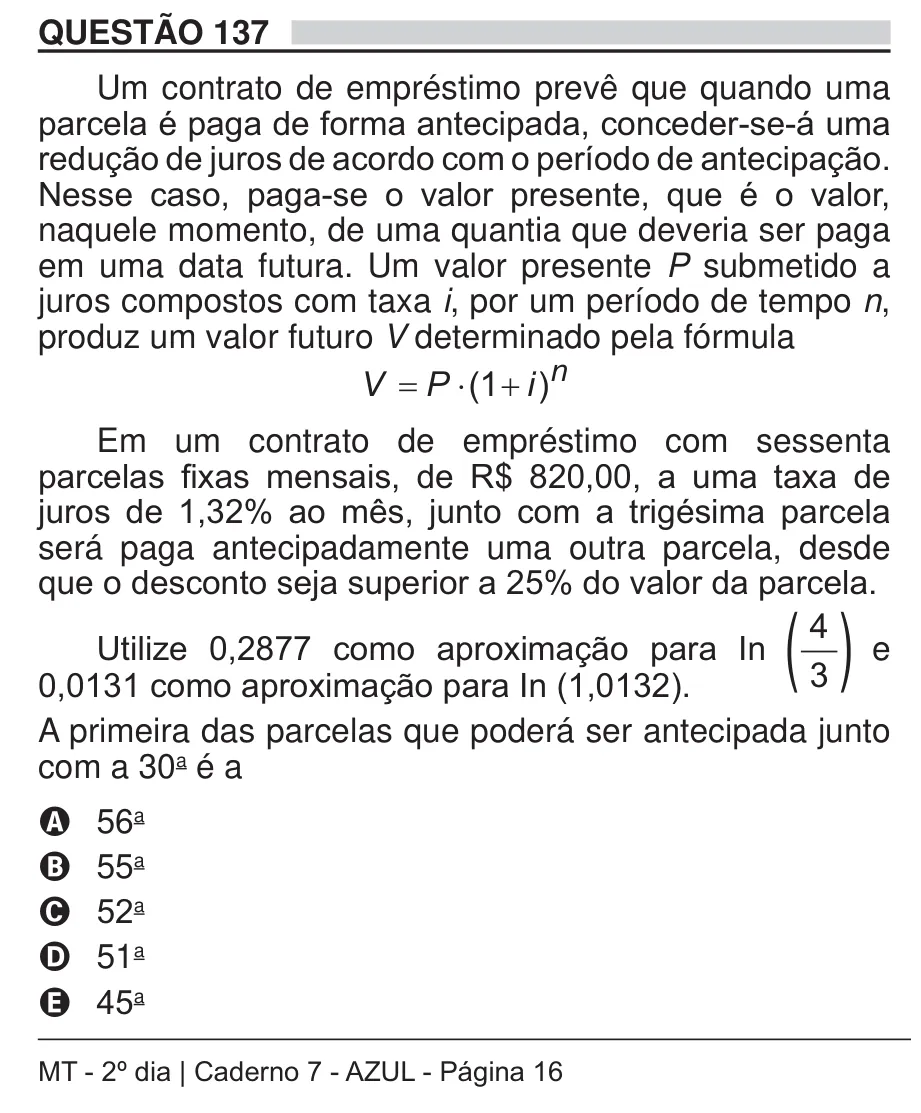 QUESTÃO 137
Um contrato de empréstimo prevê que quando uma
parcela é paga de forma antecipada, conceder-se-á uma
redução de juros de acordo com o período de antecipação.
Nesse caso, paga-se o valor presente, que é o valor,
naquele momento, de uma quantia que deveria ser paga
em uma data futura. Um valor presente P submetido a
juros compostos com taxa i, por um período de tempo n,
produz um valor futuro V determinado pela fórmula
V = P · (1 + i)ⁿ
Em um contrato de empréstimo com sessenta
parcelas fixas mensais, de R$ 820,00, a uma taxa de
juros de 1,32% ao mês, junto com a trigésima parcela
será paga antecipadamente uma outra parcela, desde
que o desconto seja superior a 25% do valor da parcela.
Utilize 0,2877 como aproximação para ln (4/3) e
0,0131 como aproximação para ln (1,0132).
A primeira das parcelas que poderá ser antecipada junto
com a 30ª é a
A 56ª
B 55ª
C 52ª
D 51ª
E 45ª
MT - 2º dia | Caderno 7 - AZUL - Página 16